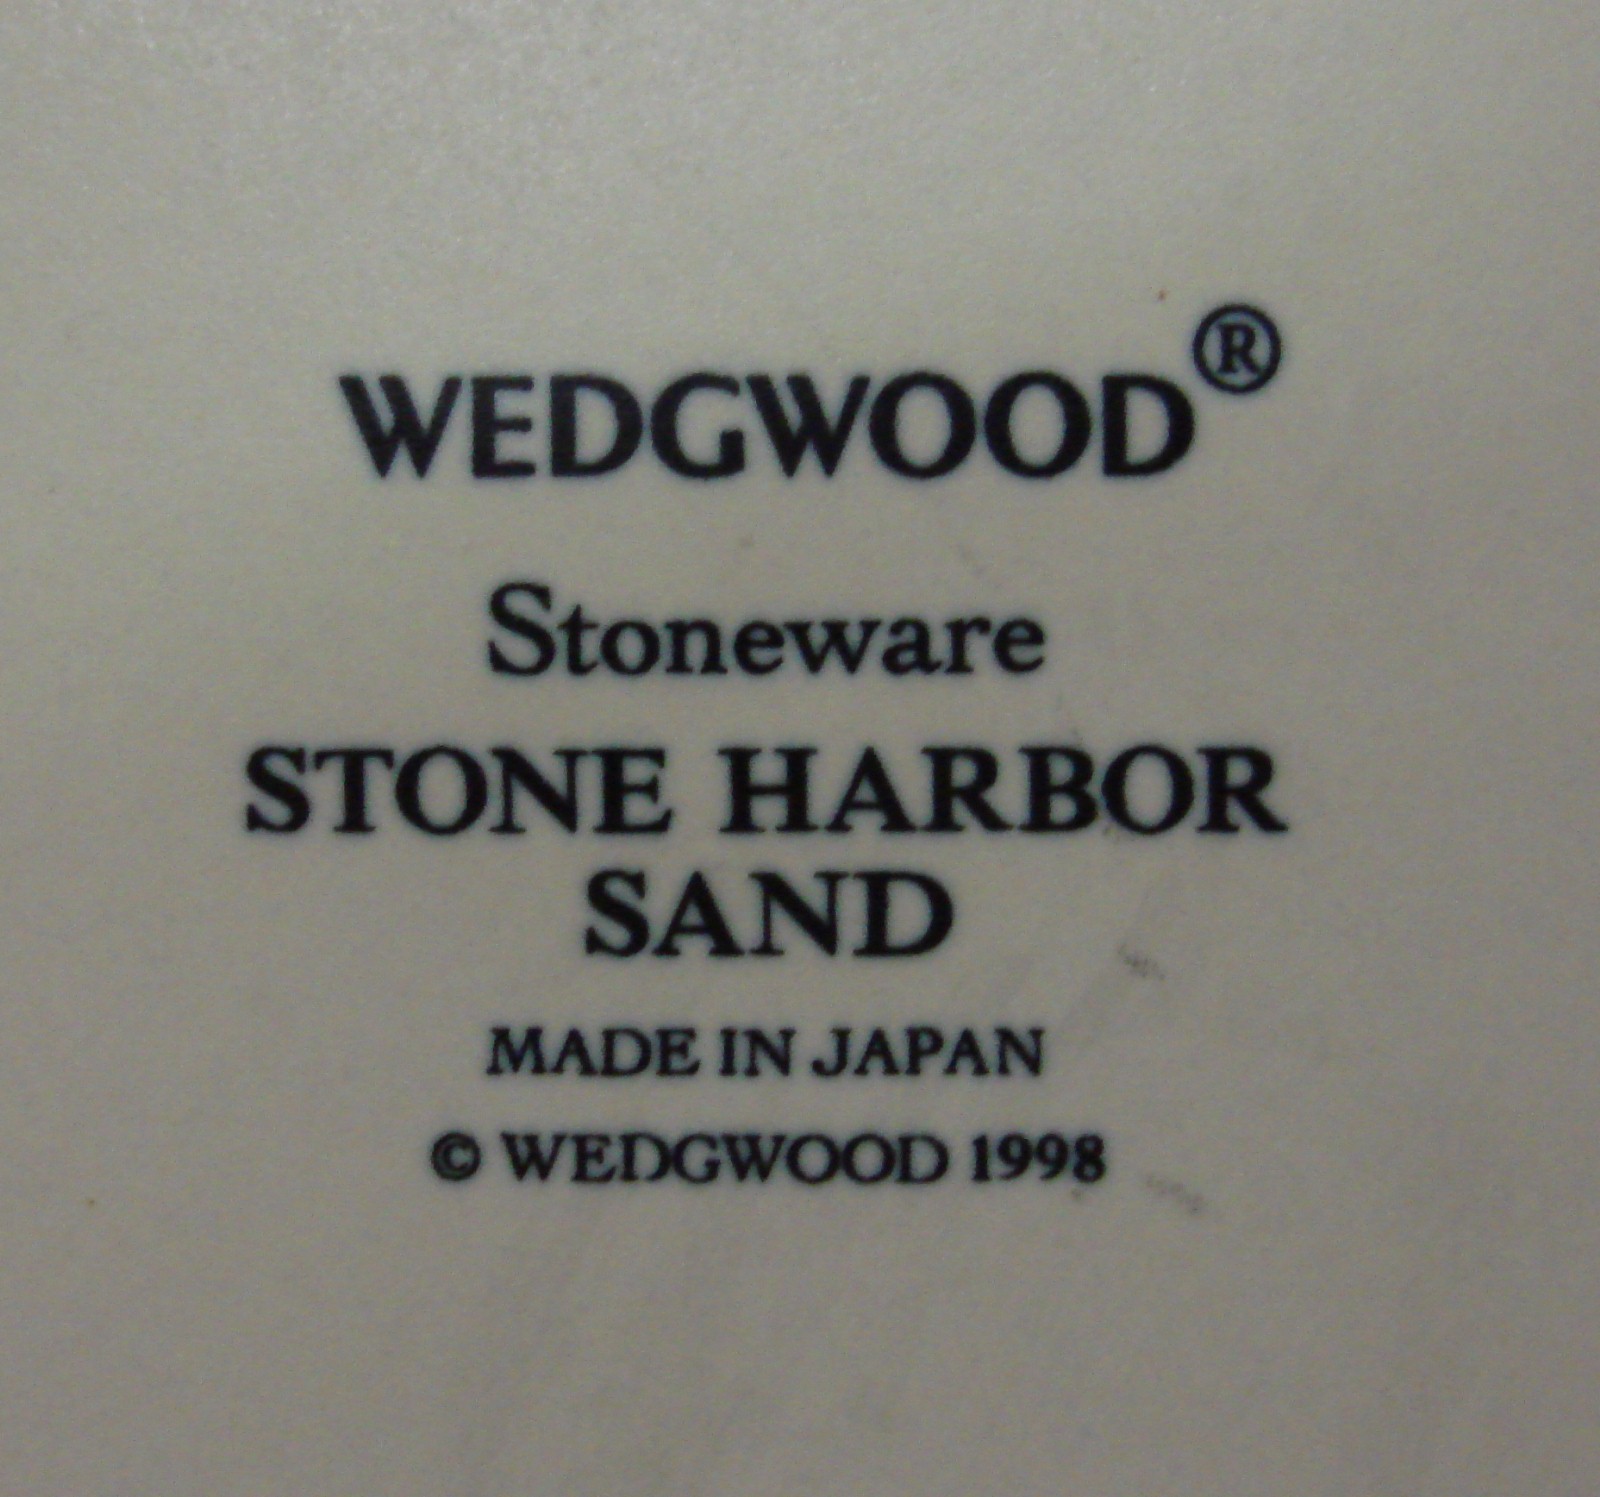 WEDGWOOD®
Stoneware
STONE HARBOR
SAND
MADE IN JAPAN
© WEDGWOOD 1998